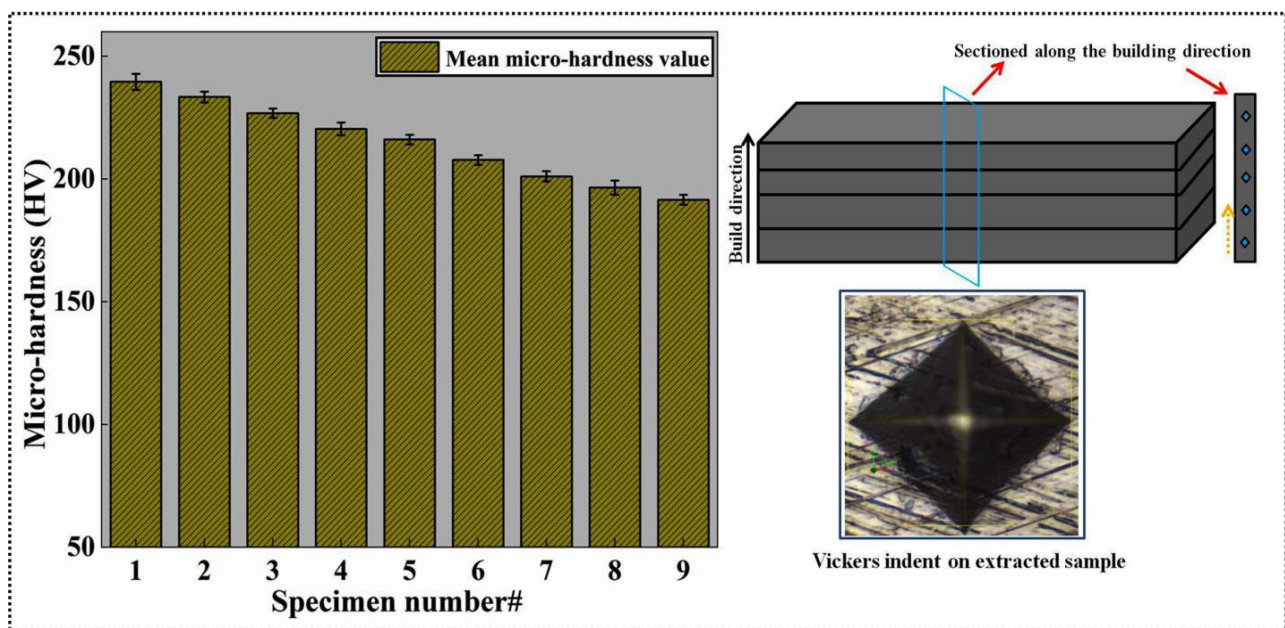 250
200
150
100
50
Micro-hardness (HV)
Mean micro-hardness value
1 2 3 4 5 6 7 8 9
Specimen number#
Sectioned along the building direction
Build direction
Vickers indent on extracted sample